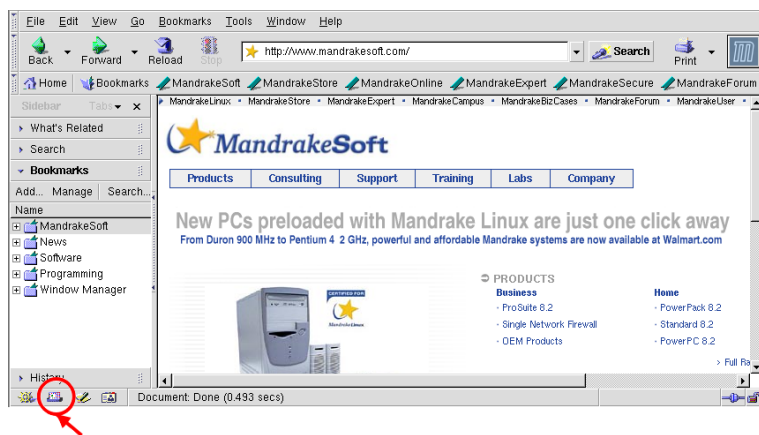 File Edit View Go Bookmarks Tools Window Help
Back Forward Reload Stop http://www.mandrakesoft.com/ Search Print
Home Bookmarks MandrakeSoft MandrakeStore MandrakeOnline MandrakeExpert MandrakeSecure MandrakeForum
Sidebar Tabs
MandrakeLinux MandrakeStore MandrakeExpert MandrakeCampus MandrakeBizCases MandrakeForum MandrakeUser
What's Related
Search
Bookmarks
Add... Manage Search...
Name
MandrakeSoft
News
Software
Programming
Window Manager
History
MandrakeSoft
Products Consulting Support Training Labs Company
New PCs preloaded with Mandrake Linux are just one click away
From Duron 900 MHz to Pentium 4 2 GHz, powerful and affordable Mandrake systems are now available at Walmart.com
CERTIFIED FOR
MandrakeLinux
PRODUCTS
Business Home
- ProSuite 8.2 - PowerPack 8.2
- Single Network Firewall - Standard 8.2
- OEM Products - PowerPC 8.2
> Full Ra
Document: Done (0.493 secs)